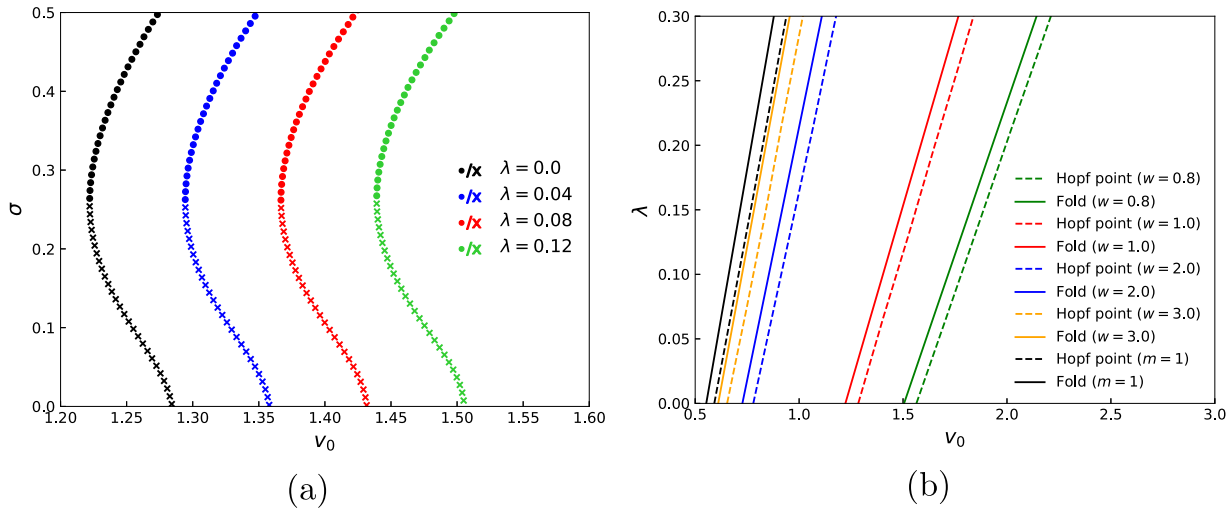 0.5
0.4
0.3
0.2
0.1
0.0
σ
1.20 1.25 1.30 1.35 1.40 1.45 1.50 1.55 1.60
v₀
●/x λ = 0.0
●/x λ = 0.04
●/x λ = 0.08
●/x λ = 0.12
(a)
0.30
0.25
0.20
0.15
0.10
0.05
0.00
λ
0.5 1.0 1.5 2.0 2.5 3.0
v₀
Hopf point (w = 0.8)
Fold (w = 0.8)
Hopf point (w = 1.0)
Fold (w = 1.0)
Hopf point (w = 2.0)
Fold (w = 2.0)
Hopf point (w = 3.0)
Fold (w = 3.0)
Hopf point (m = 1)
Fold (m = 1)
(b)